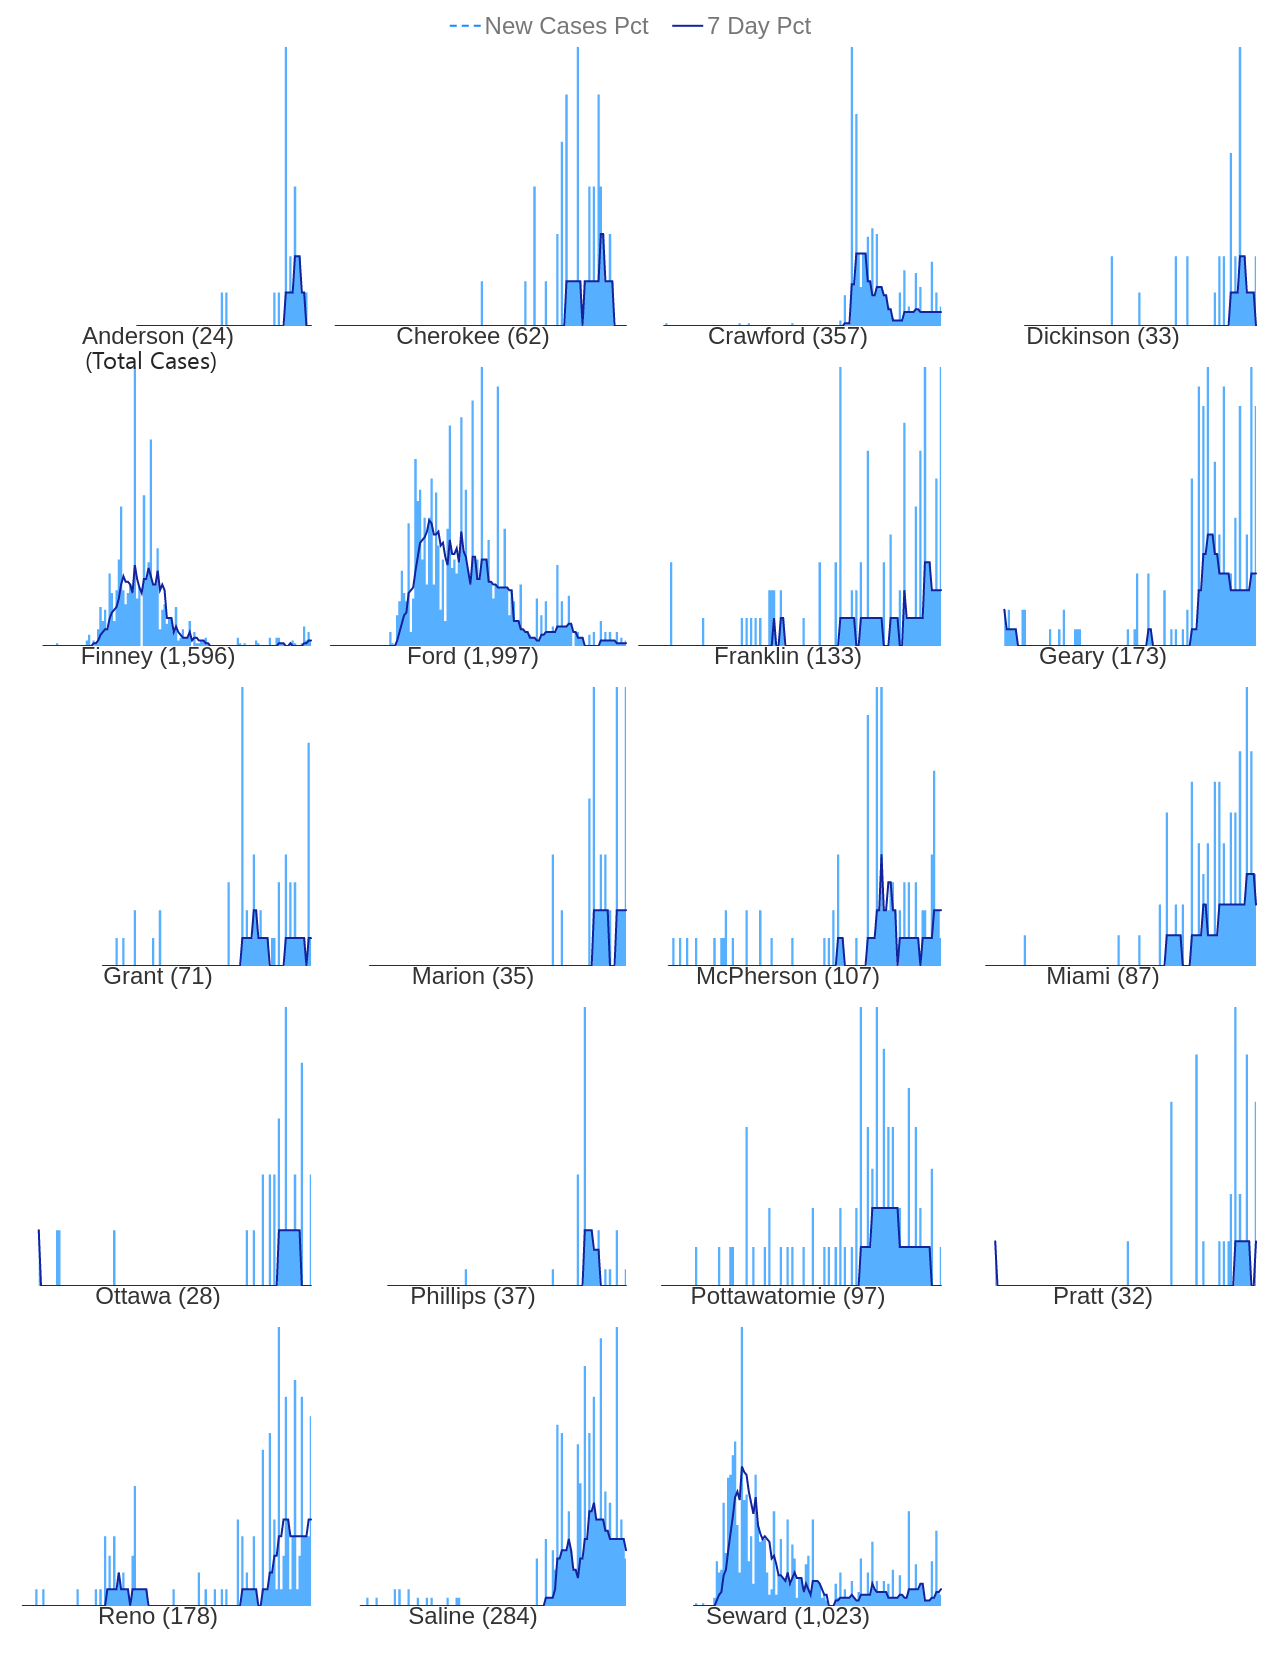 New Cases Pct 7 Day Pct
Anderson (24) Cherokee (62) Crawford (357) Dickinson (33)
(Total Cases)
Finney (1,596) Ford (1,997) Franklin (133) Geary (173)
Grant (71) Marion (35) McPherson (107) Miami (87)
Ottawa (28) Phillips (37) Pottawatomie (97) Pratt (32)
Reno (178) Saline (284) Seward (1,023)